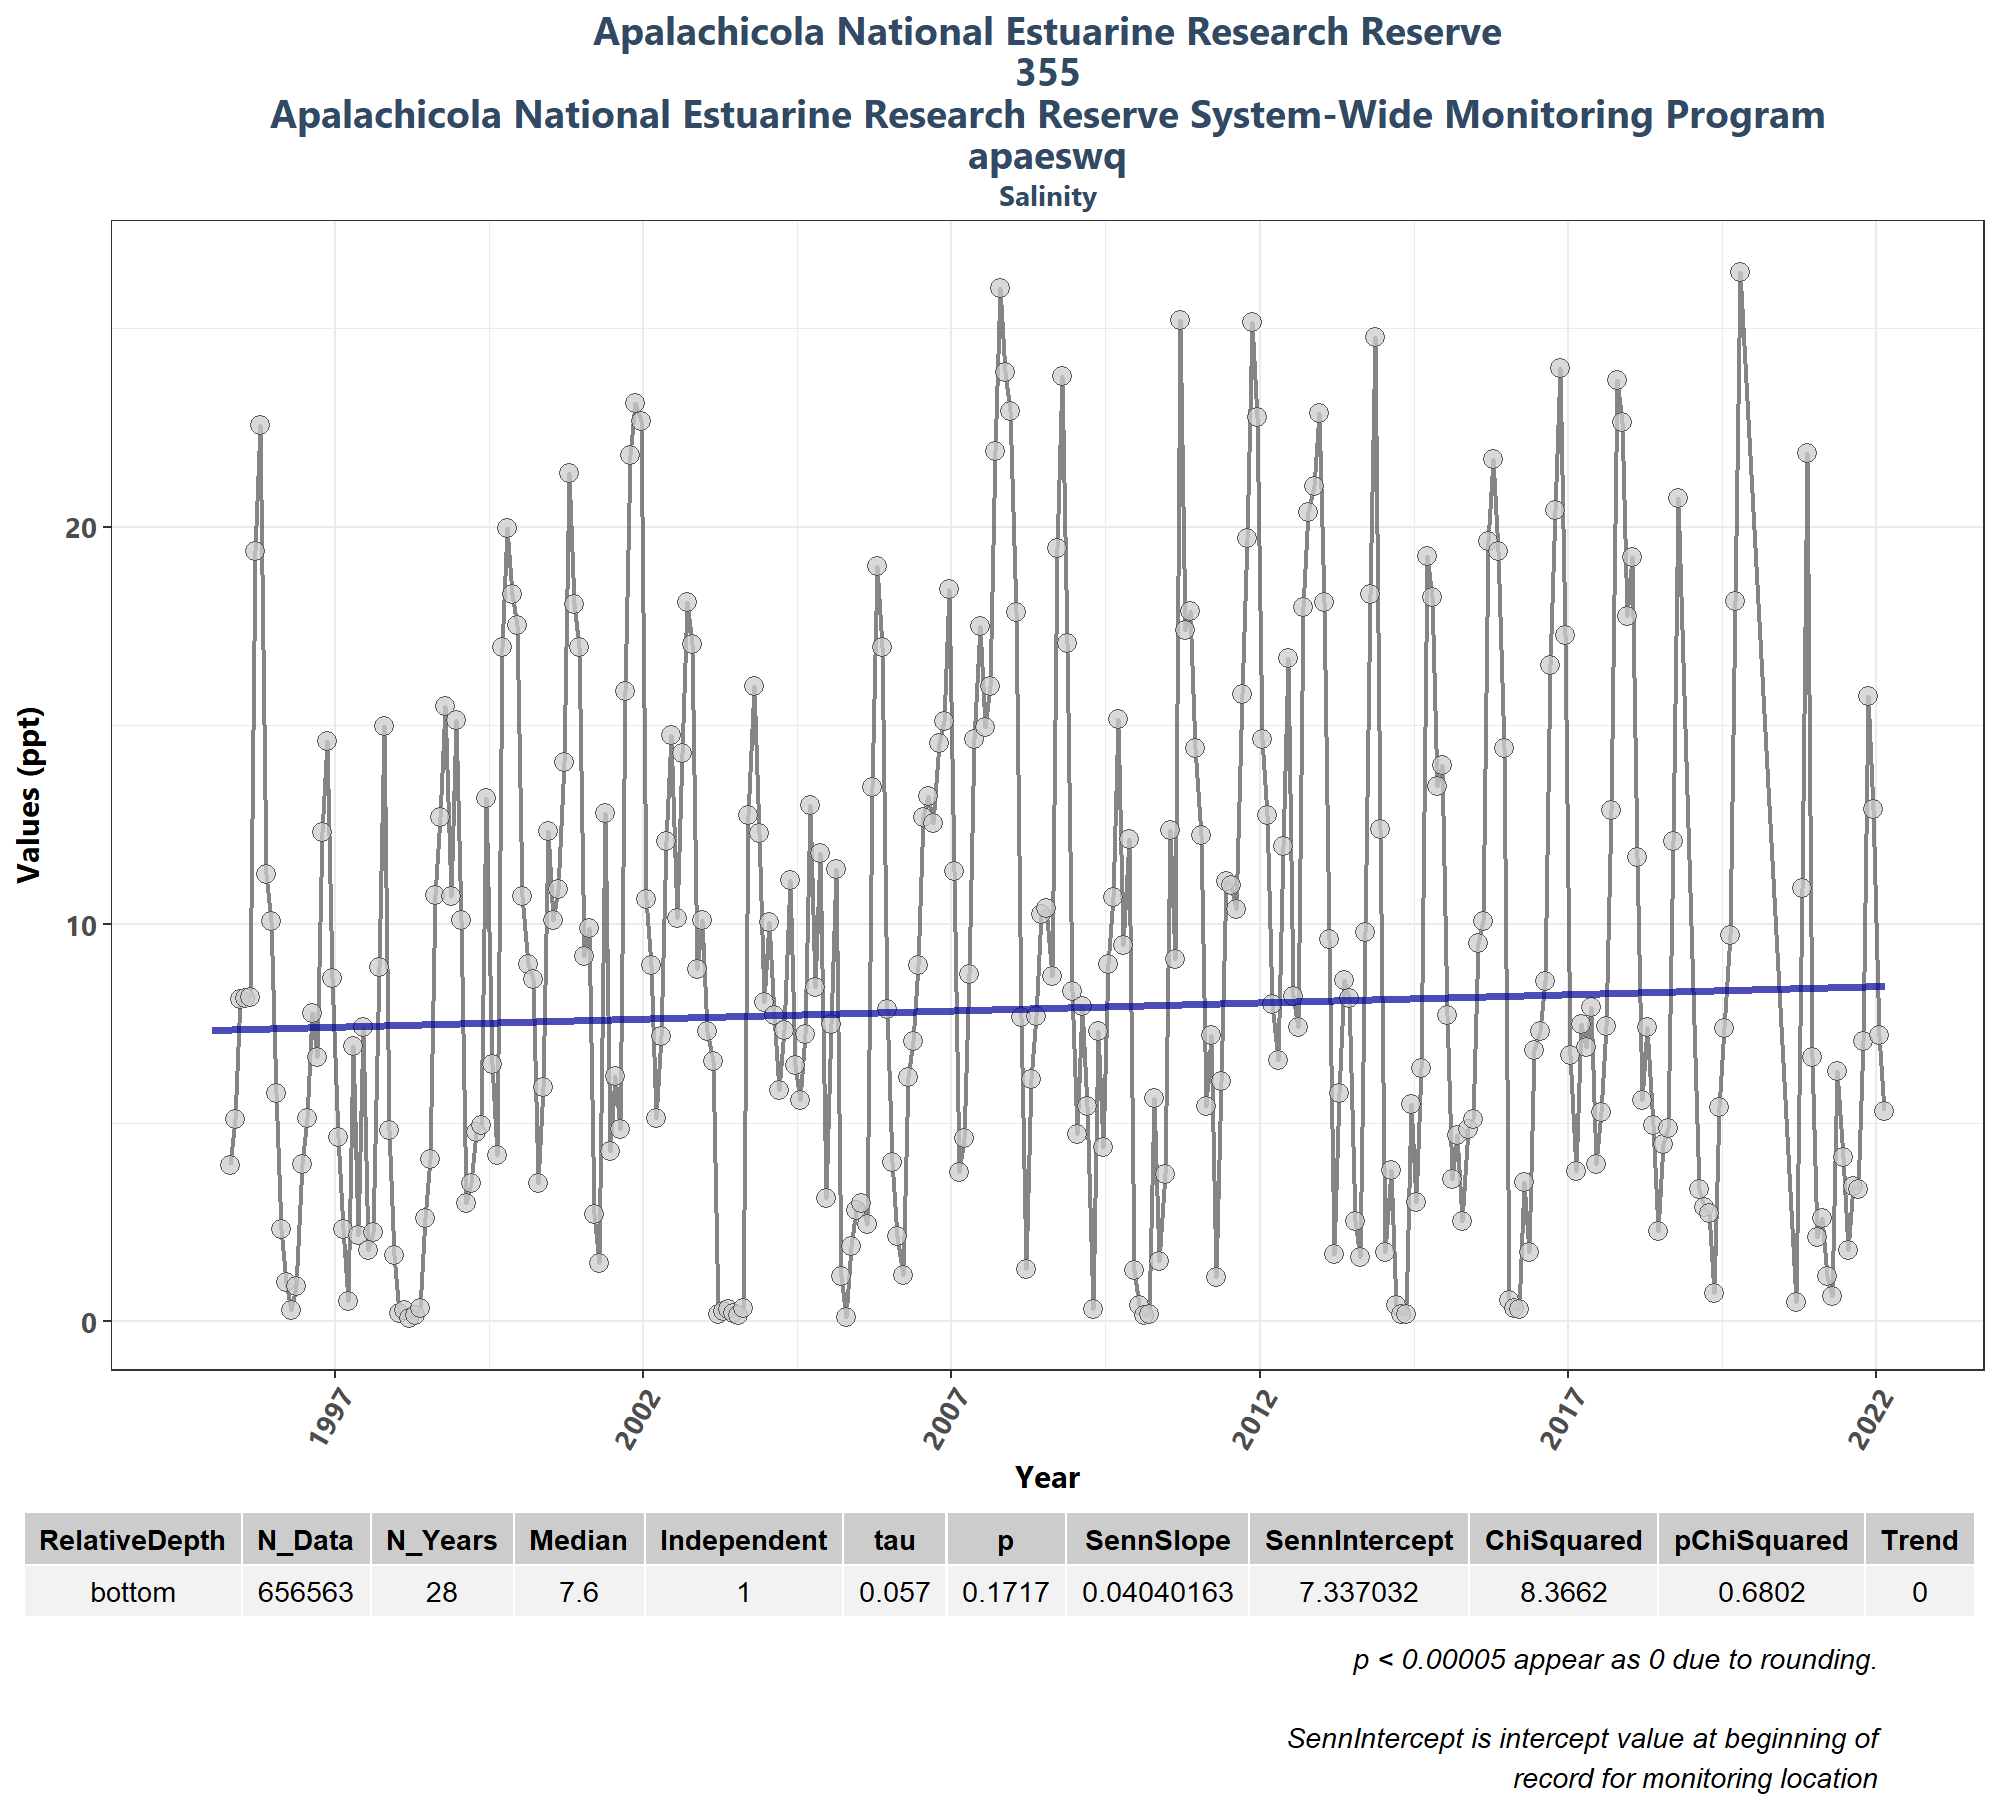 Apalachicola National Estuarine Research Reserve
355
Apalachicola National Estuarine Research Reserve System-Wide Monitoring Program
apaeswq
Salinity
Values (ppt)
20
10
0
1997
2002
2007
2012
2017
2022
Year
RelativeDepth N_Data N_Years Median Independent tau p SennSlope SennIntercept ChiSquared pChiSquared Trend
bottom 656563 28 7.6 1 0.057 0.1717 0.04040163 7.337032 8.3662 0.6802 0
p < 0.00005 appear as 0 due to rounding.
SennIntercept is intercept value at beginning of
record for monitoring location